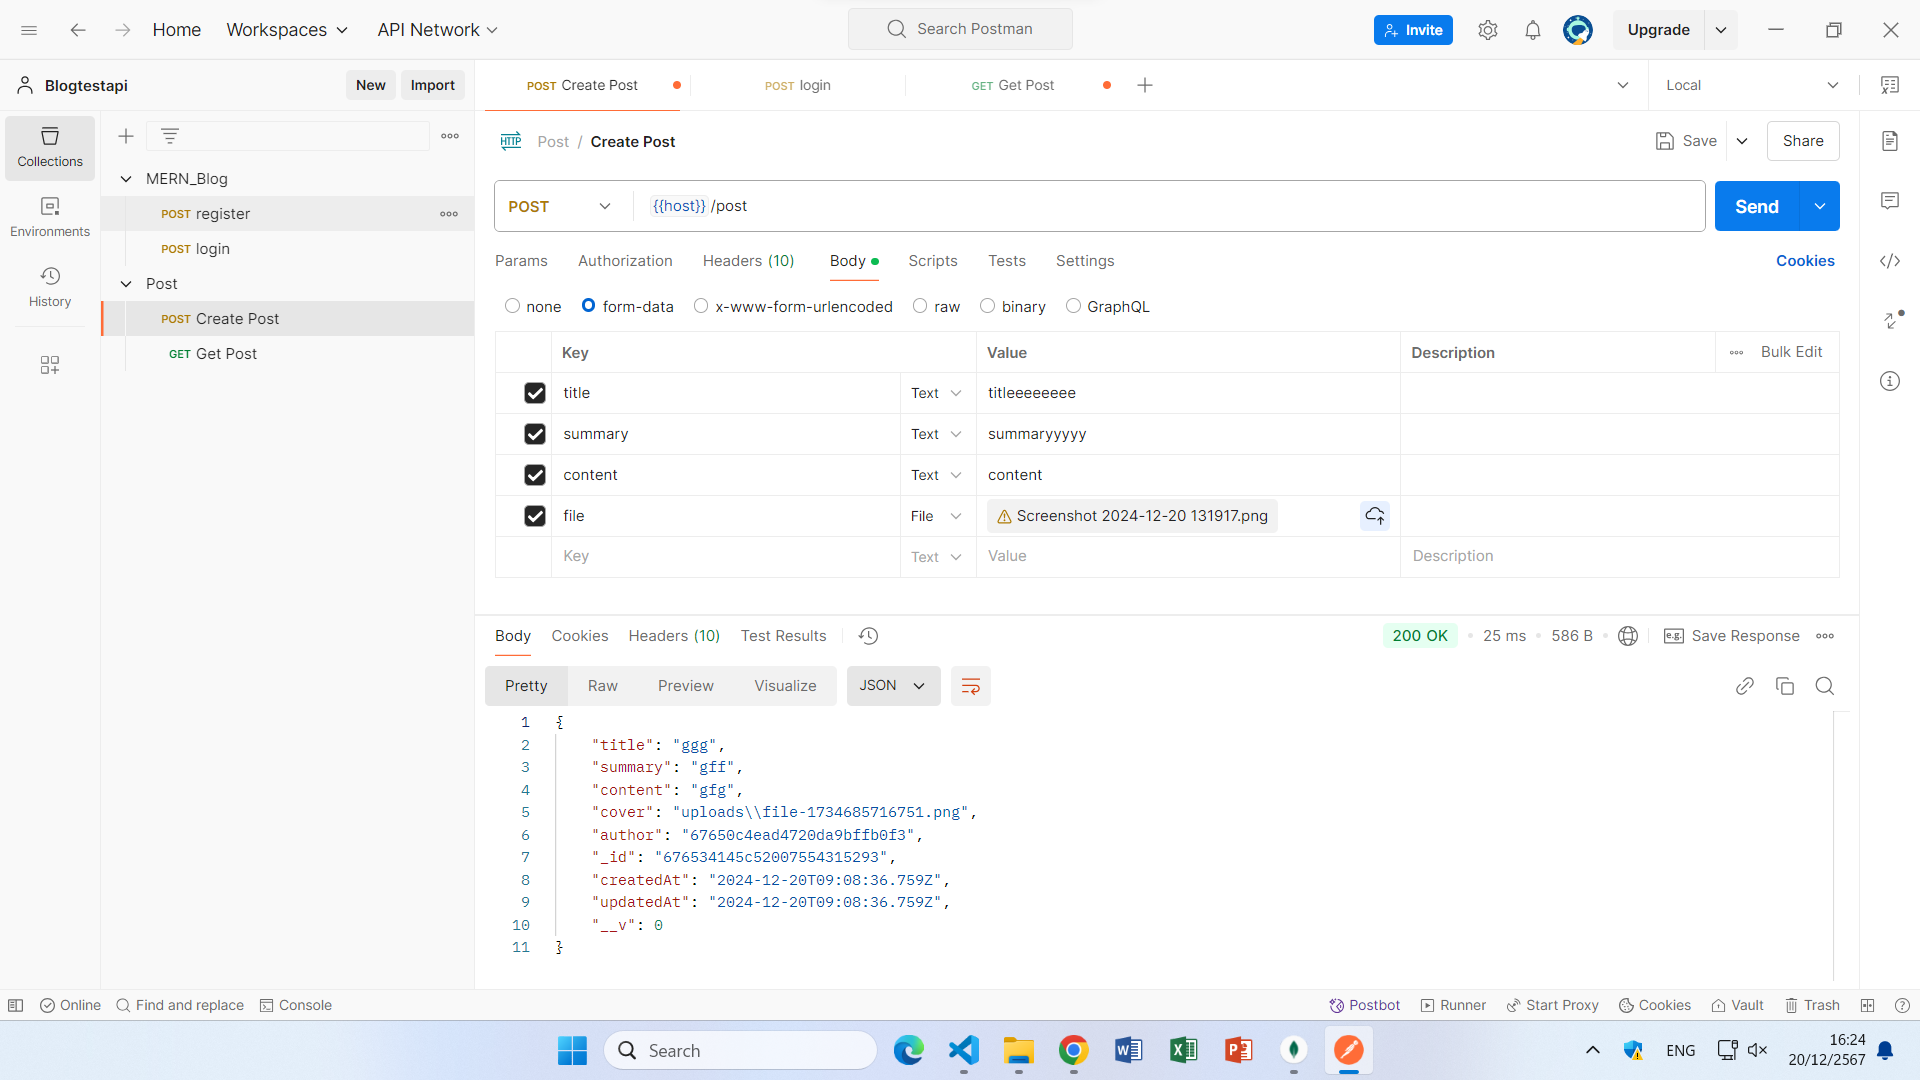 Home Workspaces API Network Search Postman Invite Upgrade
Blogtestapi New Import POST Create Post POST login GET Get Post Local
Collections
Environments
History
MERN_Blog
POST register
POST login
Post
POST Create Post
GET Get Post
HTTP Post / Create Post Save Share
POST {{host}} /post Send
Params Authorization Headers (10) Body Scripts Tests Settings Cookies
none form-data x-www-form-urlencoded raw binary GraphQL
Key Value Description Bulk Edit
title Text titleeeeeeee
summary Text summaryyyyy
content Text content
file File Screenshot 2024-12-20 131917.png
Key Text Value Description
Body Cookies Headers (10) Test Results 200 OK 25 ms 586 B e.g. Save Response
Pretty Raw Preview Visualize JSON
1 {
2 "title": "ggg",
3 "summary": "gff",
4 "content": "gfg",
5 "cover": "uploads\\file-1734685716751.png",
6 "author": "67650c4ead4720da9bffb0f3",
7 "_id": "676534145c52007554315293",
8 "createdAt": "2024-12-20T09:08:36.759Z",
9 "updatedAt": "2024-12-20T09:08:36.759Z",
10 "__v": 0
11 }
Online Find and replace Console Postbot Runner Start Proxy Cookies Vault Trash
Search ENG 16:24
20/12/2567